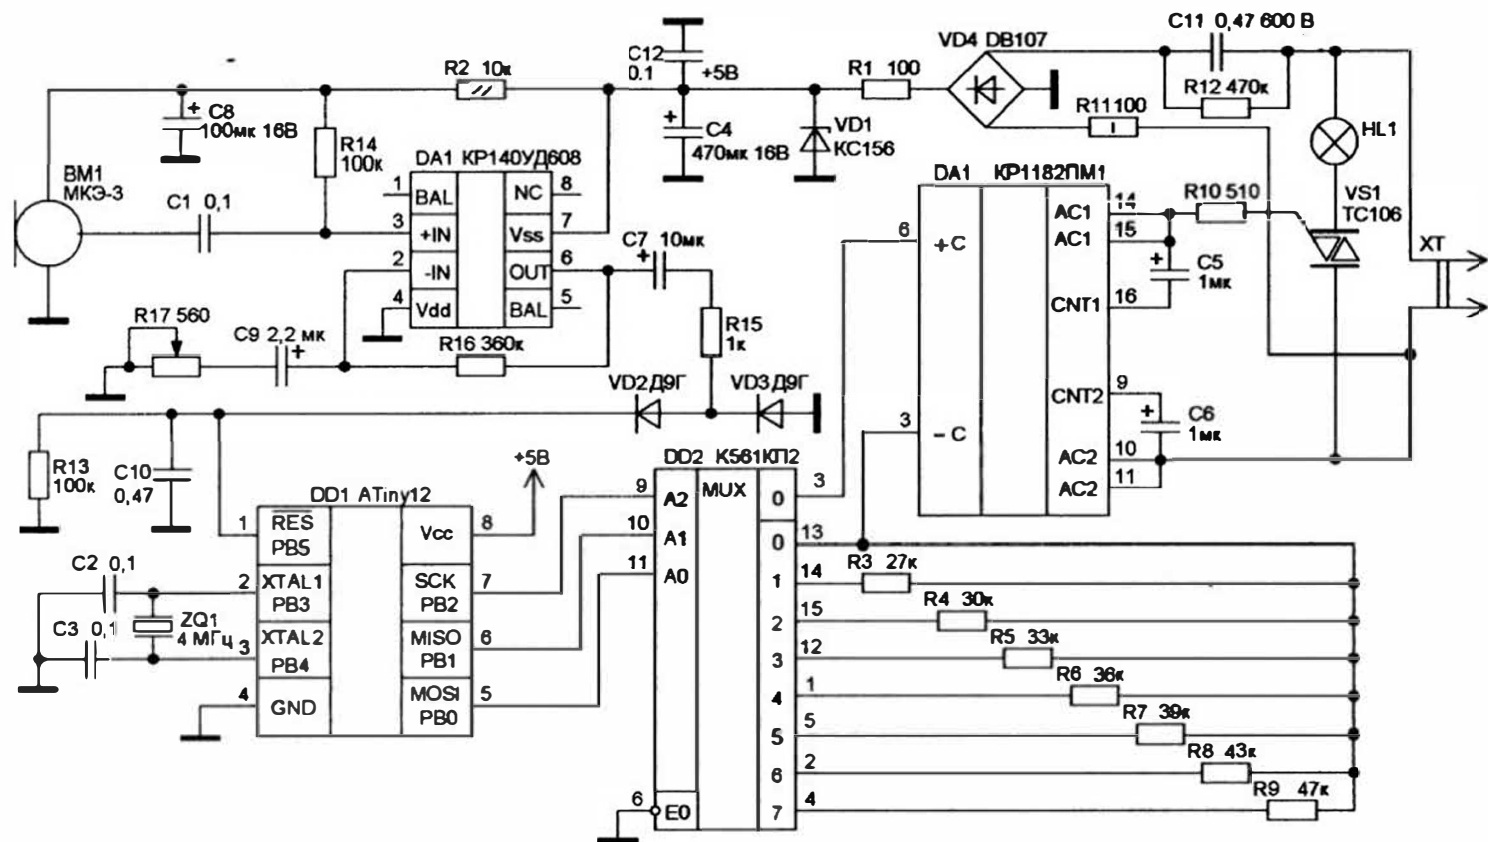 C11 0,47 600 В
VD4 DB107
C12
0.1
+5В
R1 100
R2 10к
R12 470к
R11 100
HL1
+
C8
100мк 16В
R14
100к
+
C4
470мк 16В
VD1
КС156
DA1 КР140УД608
DA1 КР1182ПМ1
BM1
МКЭ-3
C1 0,1
1
BAL
NC
8
3
+IN
Vss
7
2
-IN
OUT
6
4
Vdd
BAL
5
C7 10мк
+
6
+C
AC1
14
AC1
15
R10 510
VS1
TC106
XT
+
C5
1мк
CNT1
16
R17 560
C9 2,2 мк
+
R16 360к
R15
1к
VD2 Д9Г
VD3 Д9Г
CNT2
9
+
C6
1мк
3
- C
AC2
10
AC2
11
R13
100к
C10
0,47
+5В
DD2 К561КП2
DD1 ATiny12
1
RES
PB5
Vcc
8
9
A2
MUX
0
3
10
A1
0
13
11
A0
1
14
R3 27к
C2 0,1
2
XTAL1
PB3
SCK
PB2
7
2
15
R4 30к
ZQ1
4 МГц
C3 0,1
3
XTAL2
PB4
MISO
PB1
6
3
12
R5 33к
4
1
R6 36к
4
GND
MOSI
PB0
5
5
5
R7 39к
6
2
R8 43к
6
E0
7
4
R9 47к